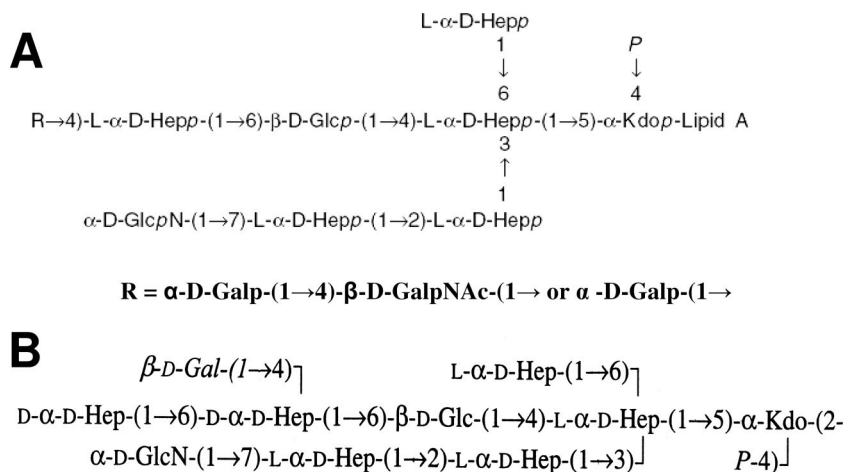 A
L-α-D-Hepp
1 P
↓ ↓
6 4
R→4)-L-α-D-Hepp-(1→6)-β-D-Glcp-(1→4)-L-α-D-Hepp-(1→5)-α-Kdop-Lipid A
3
↑
1
α-D-GlcpN-(1→7)-L-α-D-Hepp-(1→2)-L-α-D-Hepp
R = α-D-Galp-(1→4)-β-D-GalpNAc-(1→ or α -D-Galp-(1→
B
β-D-Gal-(1→4) L-α-D-Hep-(1→6)
D-α-D-Hep-(1→6)-D-α-D-Hep-(1→6)-β-D-Glc-(1→4)-L-α-D-Hep-(1→5)-α-Kdo-(2-
α-D-GlcN-(1→7)-L-α-D-Hep-(1→2)-L-α-D-Hep-(1→3) P-4)